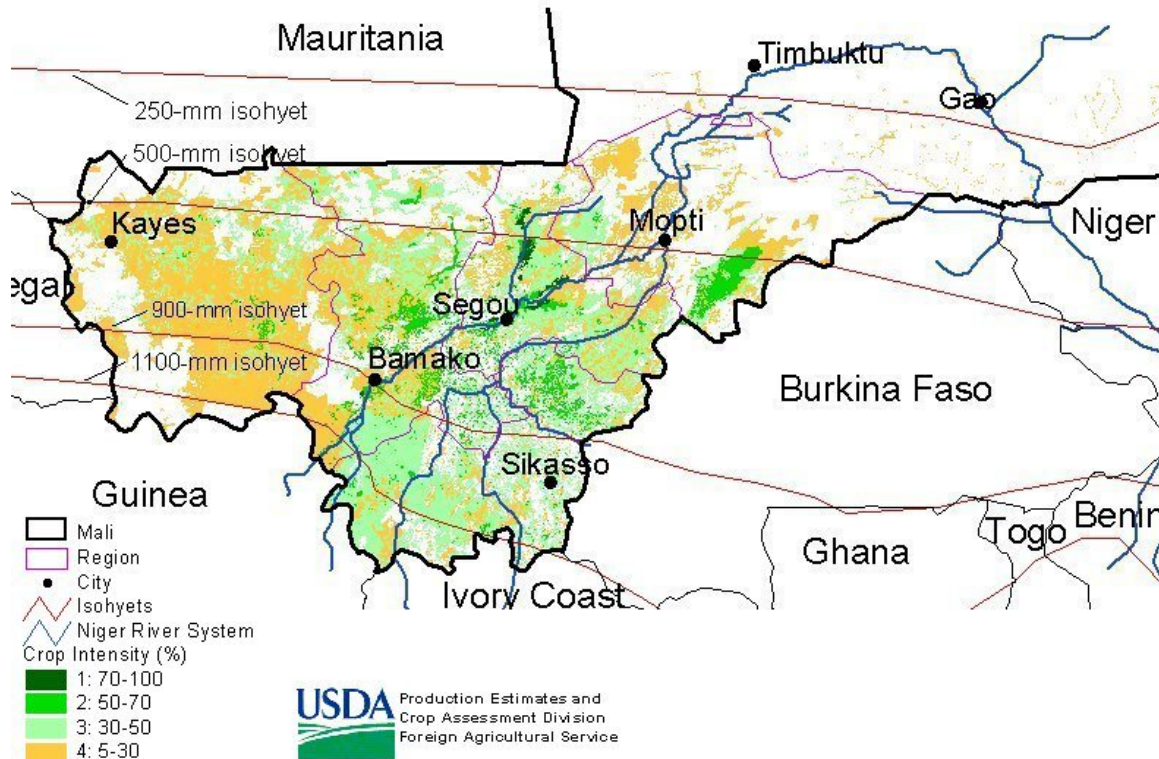 Mauritania
Timbuktu
Gao
250-mm isohyet
500-mm isohyet
Kayes
Mopti
Niger
ega
Segou
900-mm isohyet
1100-mm isohyet
Bamako
Burkina Faso
Sikasso
Guinea
Ghana
Togo
Benin
Ivory Coast
Mali
Region
City
Isohyets
Niger River System
Crop Intensity (%)
1: 70-100
2: 50-70
3: 30-50
4: 5-30
USDA
Production Estimates and
Crop Assessment Division
Foreign Agricultural Service